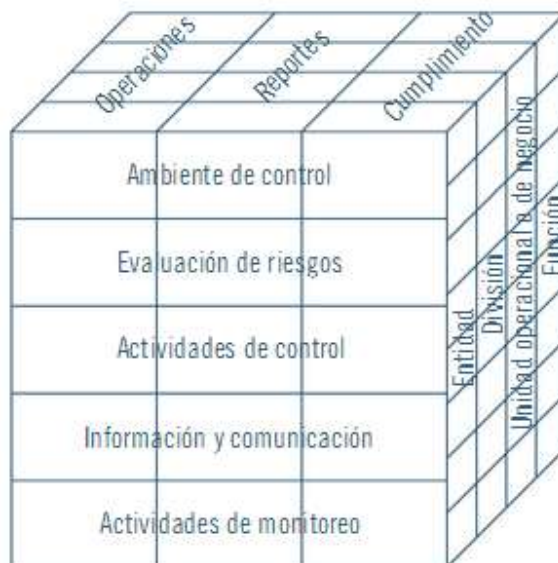 Operaciones
Reportes
Cumplimiento
Ambiente de control
Evaluación de riesgos
Actividades de control
Información y comunicación
Actividades de monitoreo
Entidad
División
Unidad operacional o de negocio
Función